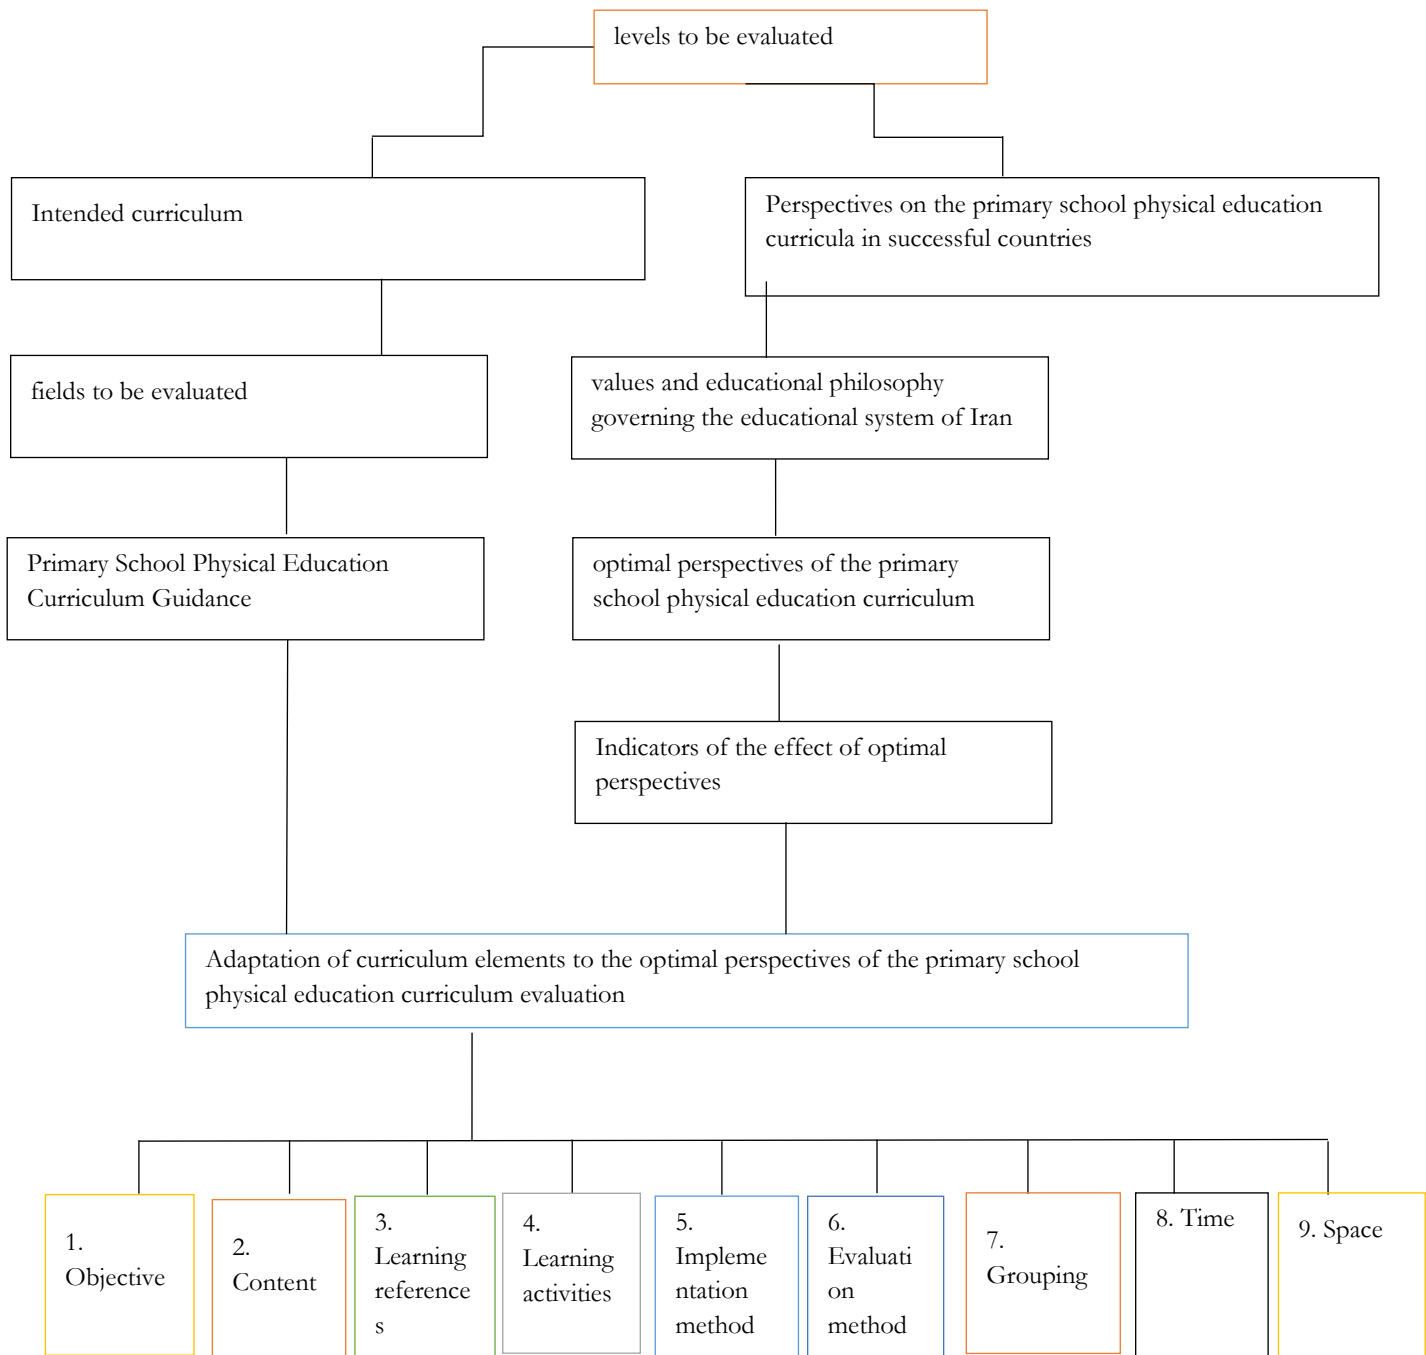 levels to be evaluated
Intended curriculum
Perspectives on the primary school physical education
curricula in successful countries
fields to be evaluated
values and educational philosophy
governing the educational system of Iran
Primary School Physical Education
Curriculum Guidance
optimal perspectives of the primary
school physical education curriculum
Indicators of the effect of optimal
perspectives
Adaptation of curriculum elements to the optimal perspectives of the primary school
physical education curriculum evaluation
1.
Objective
2.
Content
3.
Learning
reference
s
4.
Learning
activities
5.
Impleme
ntation
method
6.
Evaluati
on
method
7.
Grouping
8. Time
9. Space